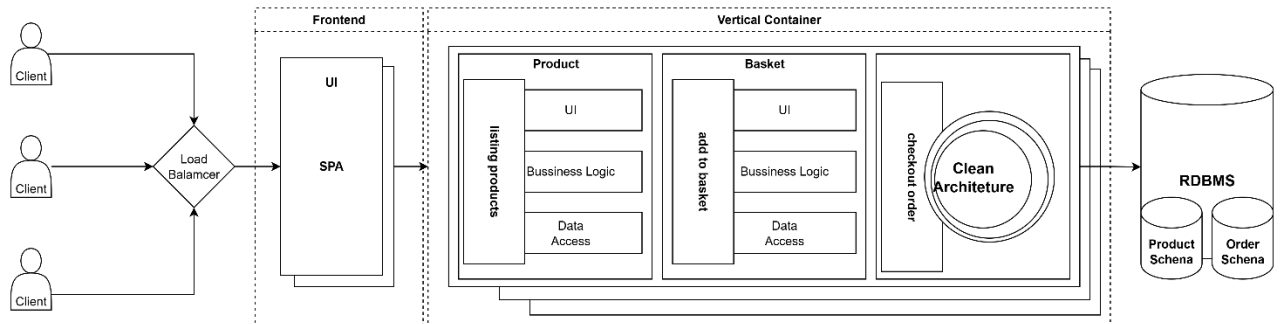 Frontend
Vertical Container
Client
Client
Client
Load
Balamcer
UI
SPA
Product
listing products
UI
Bussiness Logic
Data
Access
Basket
add to basket
UI
Bussiness Logic
Data
Access
checkout order
Clean
Architeture
RDBMS
Product
Schena
Order
Schena